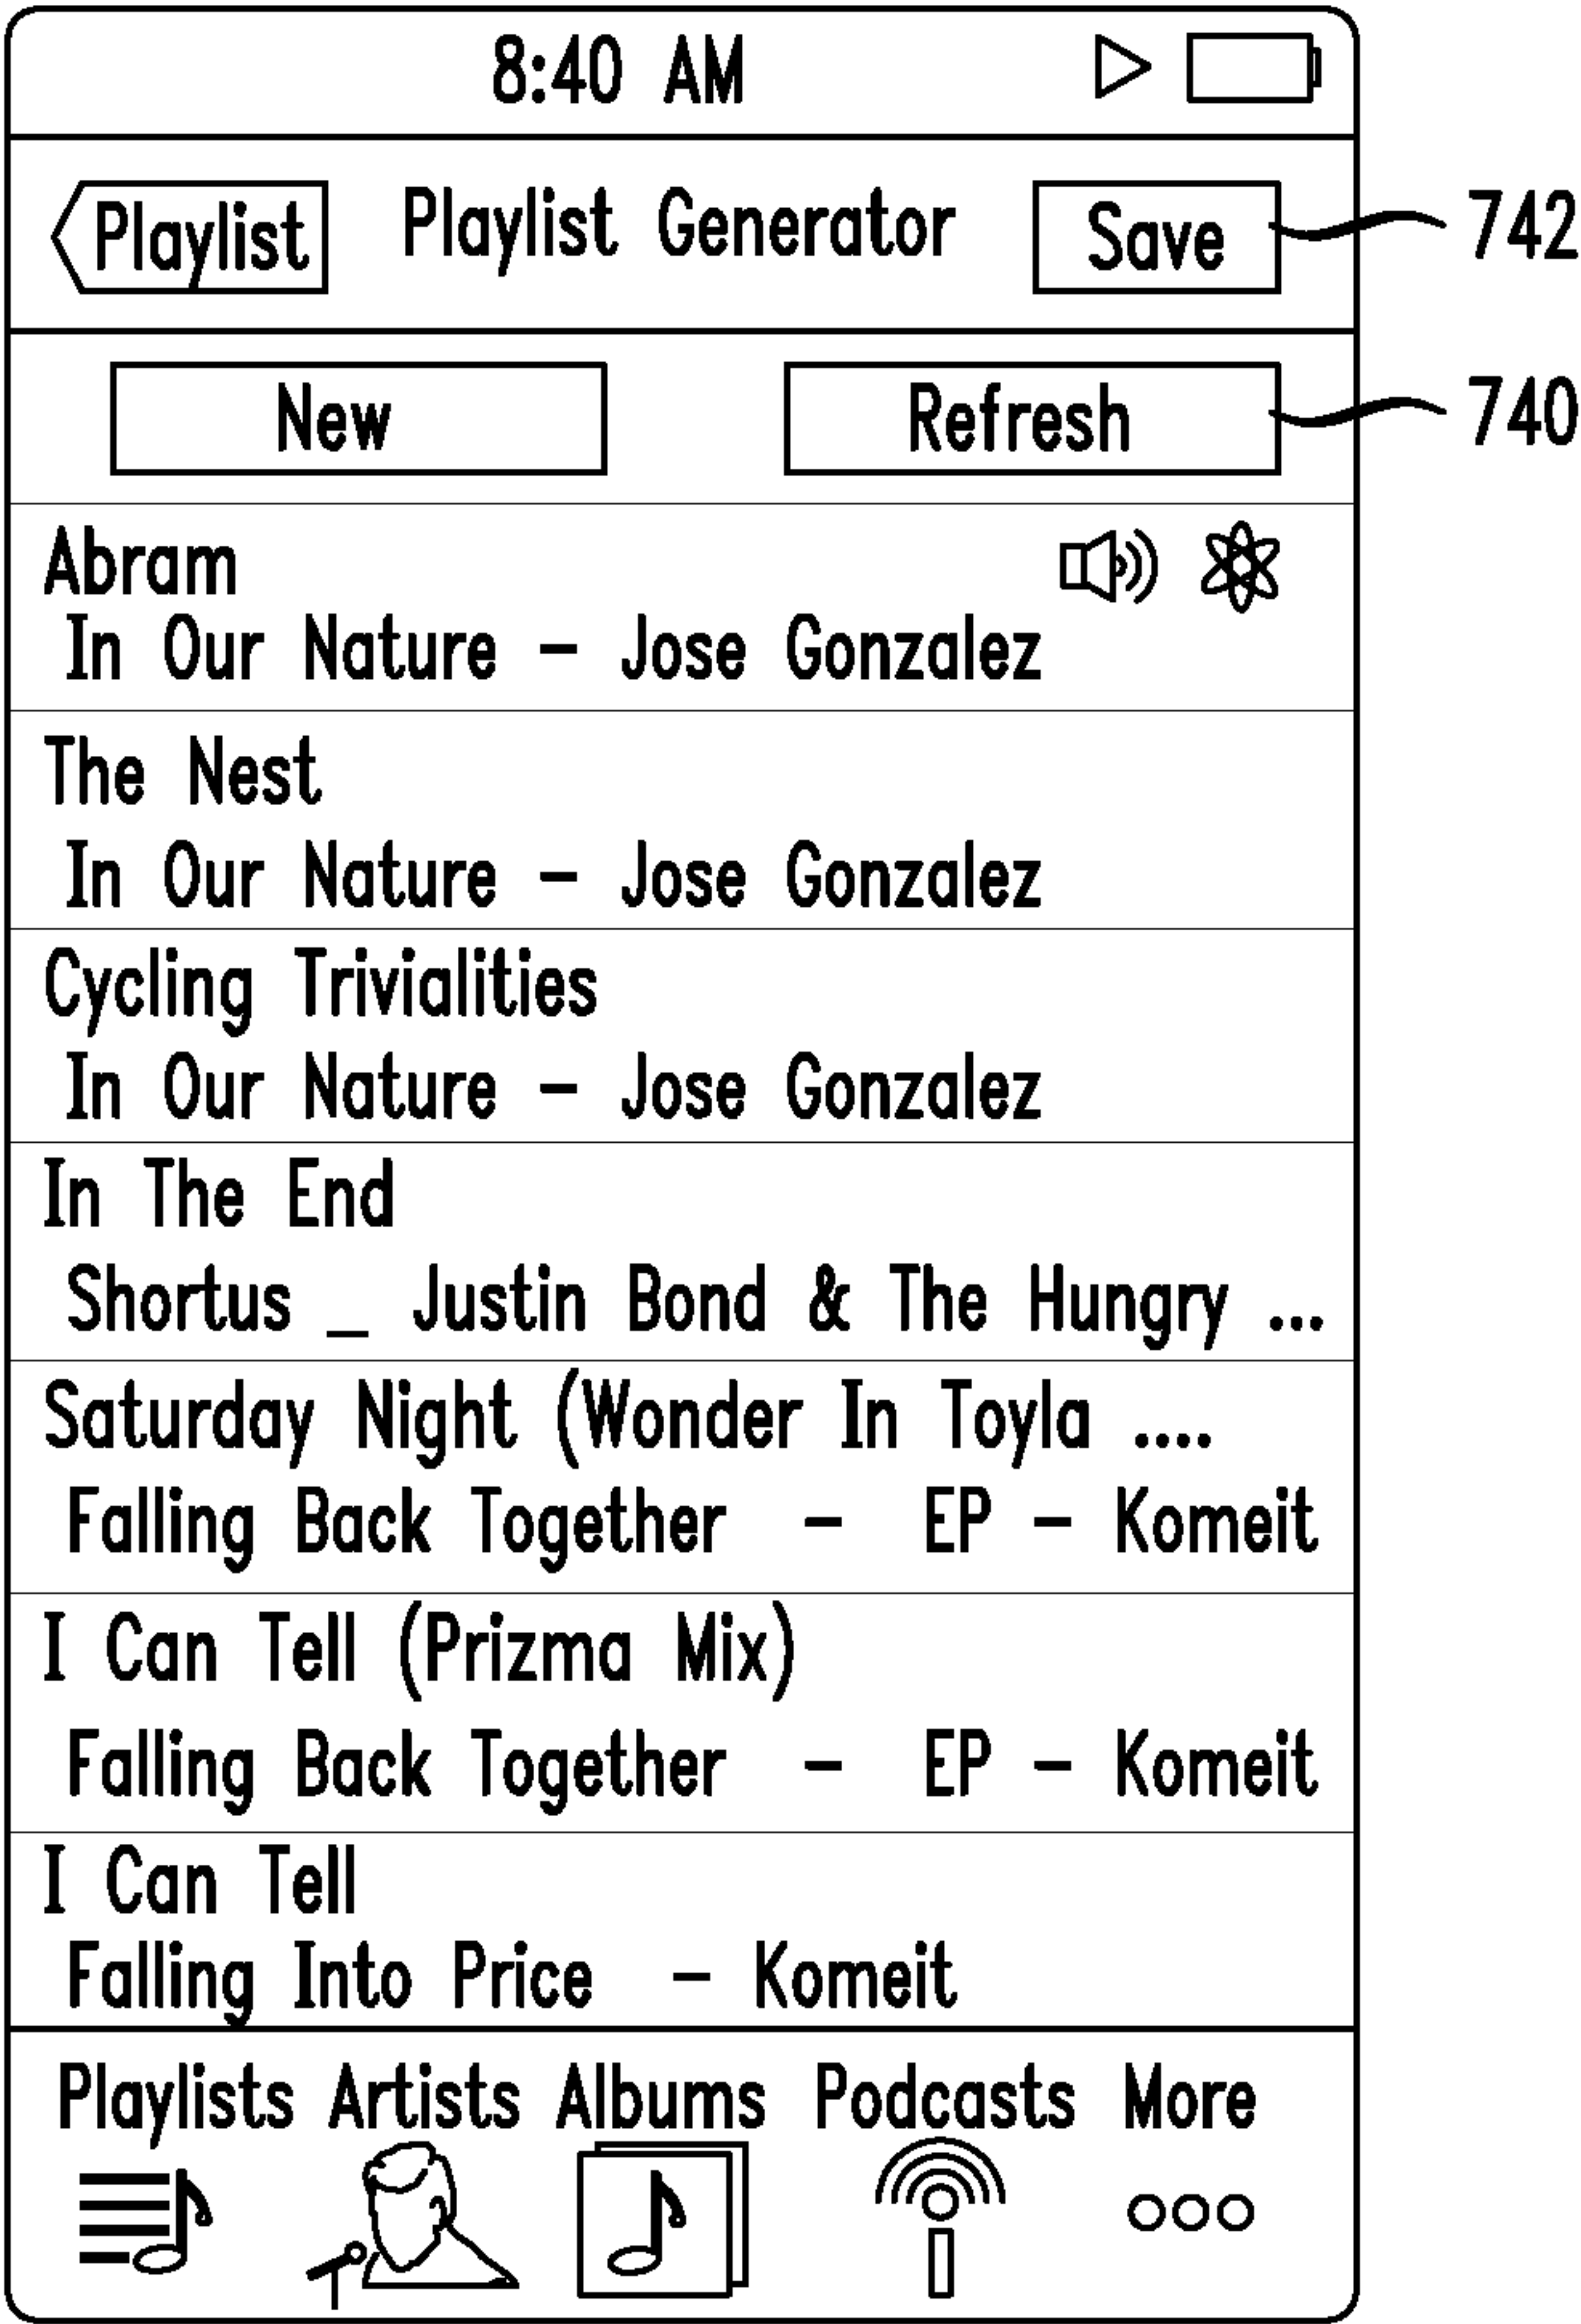 8:40 AM
Playlist Playlist Generator Save 742
New Refresh 740
Abram
In Our Nature - Jose Gonzalez
The Nest
In Our Nature - Jose Gonzalez
Cycling Trivialities
In Our Nature - Jose Gonzalez
In The End
Shortus _ Justin Bond & The Hungry ...
Saturday Night (Wonder In Toyla ....
Falling Back Together - EP - Komeit
I Can Tell (Prizma Mix)
Falling Back Together - EP - Komeit
I Can Tell
Falling Into Price - Komeit
Playlists Artists Albums Podcasts More